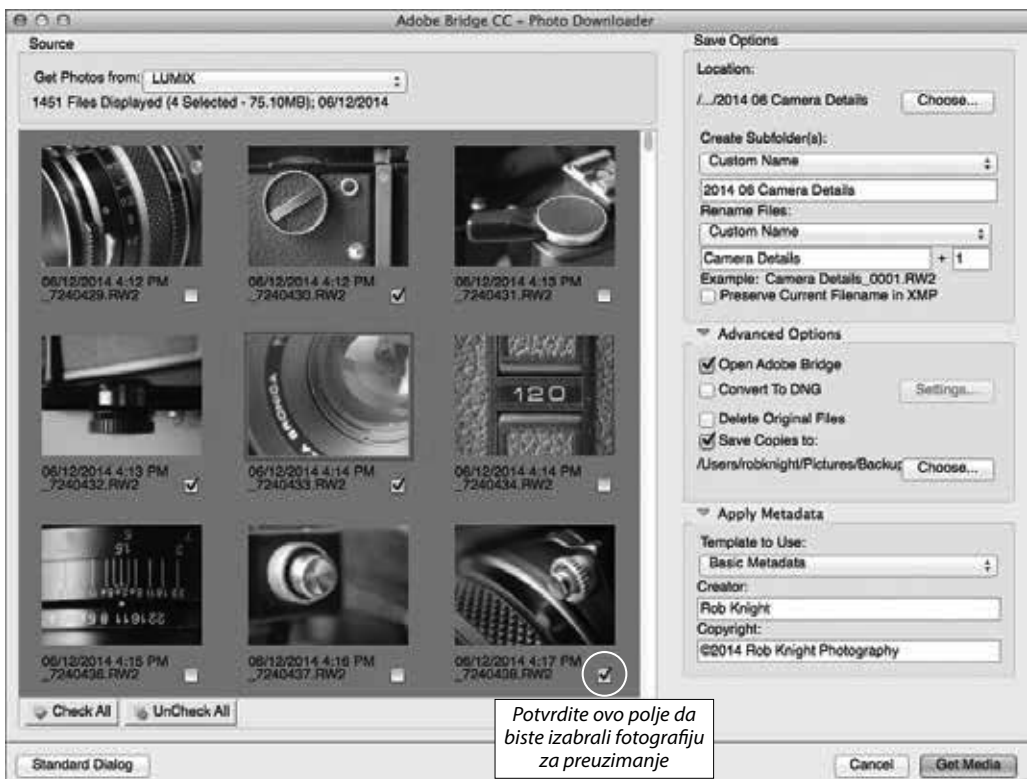 Adobe Bridge CC – Photo Downloader
Source
Get Photos from: LUMIX
1451 Files Displayed (4 Selected - 75.10MB); 06/12/2014
06/12/2014 4:12 PM
_7240429.RW2
06/12/2014 4:12 PM
_7240430.RW2
06/12/2014 4:13 PM
_7240431.RW2
120
06/12/2014 4:13 PM
_7240432.RW2
06/12/2014 4:14 PM
_7240433.RW2
06/12/2014 4:14 PM
_7240434.RW2
06/12/2014 4:15 PM
_7240436.RW2
06/12/2014 4:16 PM
_7240437.RW2
06/12/2014 4:17 PM
_7240438.RW2
Check All
UnCheck All
Potvrdite ovo polje da
biste izabrali fotografiju
za preuzimanje
Standard Dialog
Save Options
Location:
/.../2014 06 Camera Details
Choose...
Create Subfolder(s):
Custom Name
2014 06 Camera Details
Rename Files:
Custom Name
Camera Details + 1
Example: Camera Details_0001.RW2
Preserve Current Filename in XMP
Advanced Options
Open Adobe Bridge
Convert To DNG
Settings...
Delete Original Files
Save Copies to:
/Users/robknight/Pictures/Backup
Choose...
Apply Metadata
Template to Use:
Basic Metadata
Creator:
Rob Knight
Copyright:
©2014 Rob Knight Photography
Cancel
Get Media